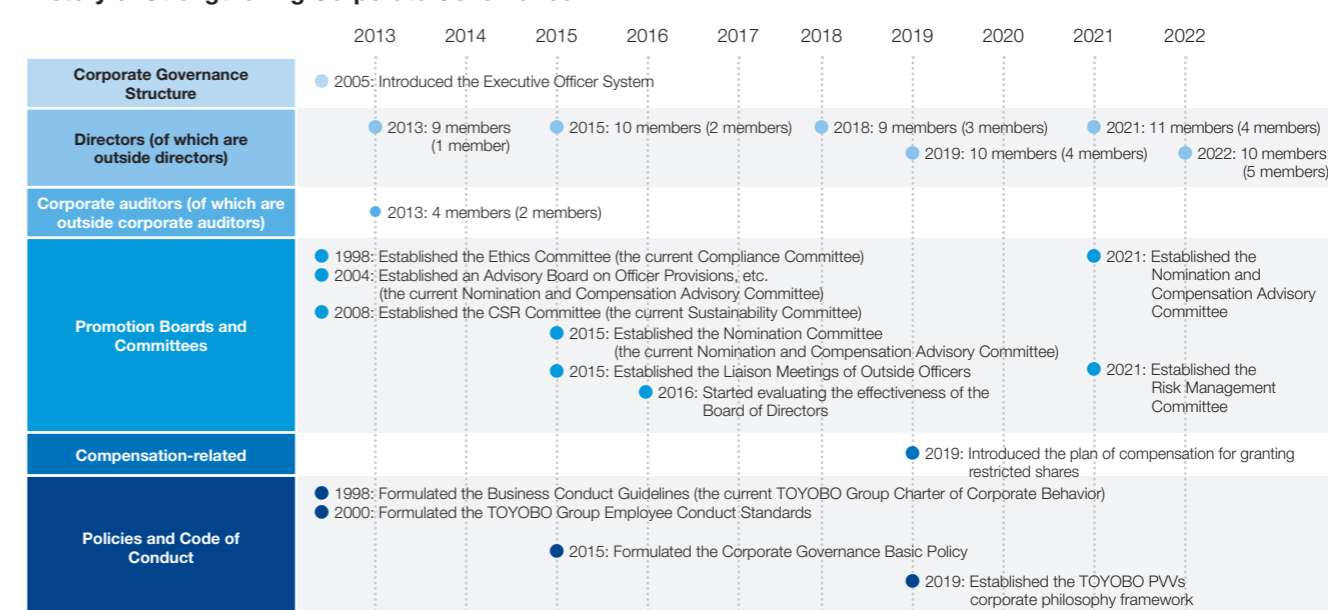 2013 2014 2015 2016 2017 2018 2019 2020 2021 2022
Corporate Governance
Structure
2005: Introduced the Executive Officer System
Directors (of which are
outside directors)
2013: 9 members
(1 member)
2015: 10 members (2 members)
2018: 9 members (3 members)
2019: 10 members (4 members)
2021: 11 members (4 members)
2022: 10 members
(5 members)
Corporate auditors (of which are
outside corporate auditors)
2013: 4 members (2 members)
Promotion Boards and
Committees
1998: Established the Ethics Committee (the current Compliance Committee)
2004: Established an Advisory Board on Officer Provisions, etc.
(the current Nomination and Compensation Advisory Committee)
2008: Established the CSR Committee (the current Sustainability Committee)
2015: Established the Nomination Committee
(the current Nomination and Compensation Advisory Committee)
2015: Established the Liaison Meetings of Outside Officers
2016: Started evaluating the effectiveness of the
Board of Directors
2021: Established the
Nomination and
Compensation Advisory
Committee
2021: Established the
Risk Management
Committee
Compensation-related
2019: Introduced the plan of compensation for granting
restricted shares
Policies and Code of
Conduct
1998: Formulated the Business Conduct Guidelines (the current TOYOBO Group Charter of Corporate Behavior)
2000: Formulated the TOYOBO Group Employee Conduct Standards
2015: Formulated the Corporate Governance Basic Policy
2019: Established the TOYOBO PVVs
corporate philosophy framework